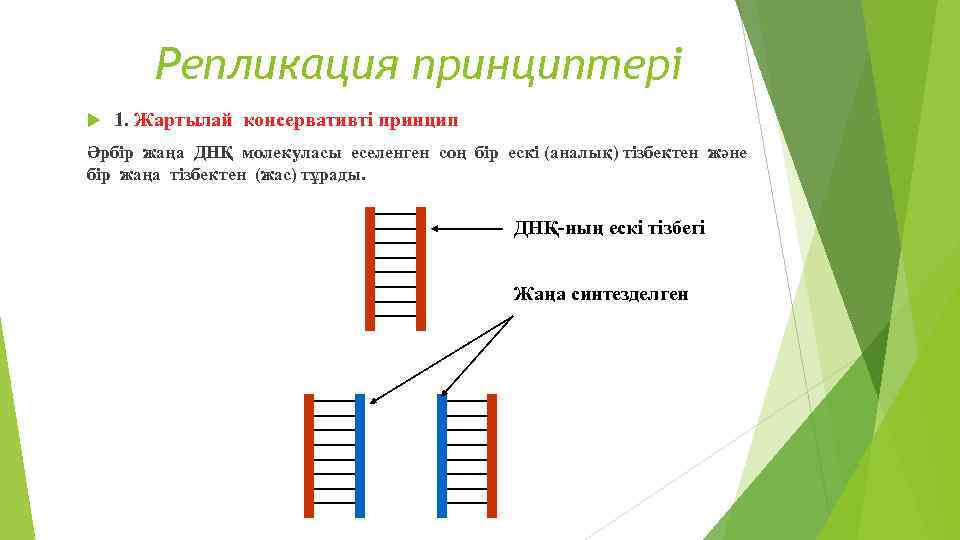 Репликация принциптері
1. Жартылай консервативті принцип
Әрбір жаңа ДНҚ молекуласы еселенген соң бір ескі (аналық) тізбектен және
бір жаңа тізбектен (жас) тұрады.
ДНҚ-ның ескі тізбегі
Жаңа синтезделген